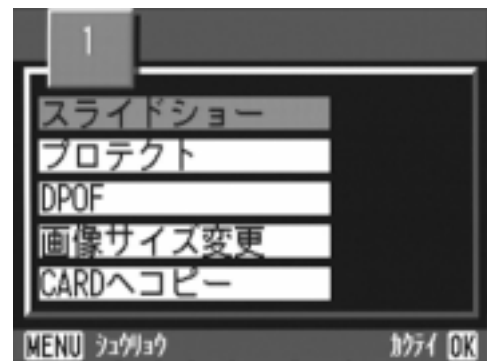 1
スライドショー
プロテクト
DPOF
画像サイズ変更
CARDへコピー
MENU ｼｭｳﾘｮｳ ｶｸﾃｲ OK